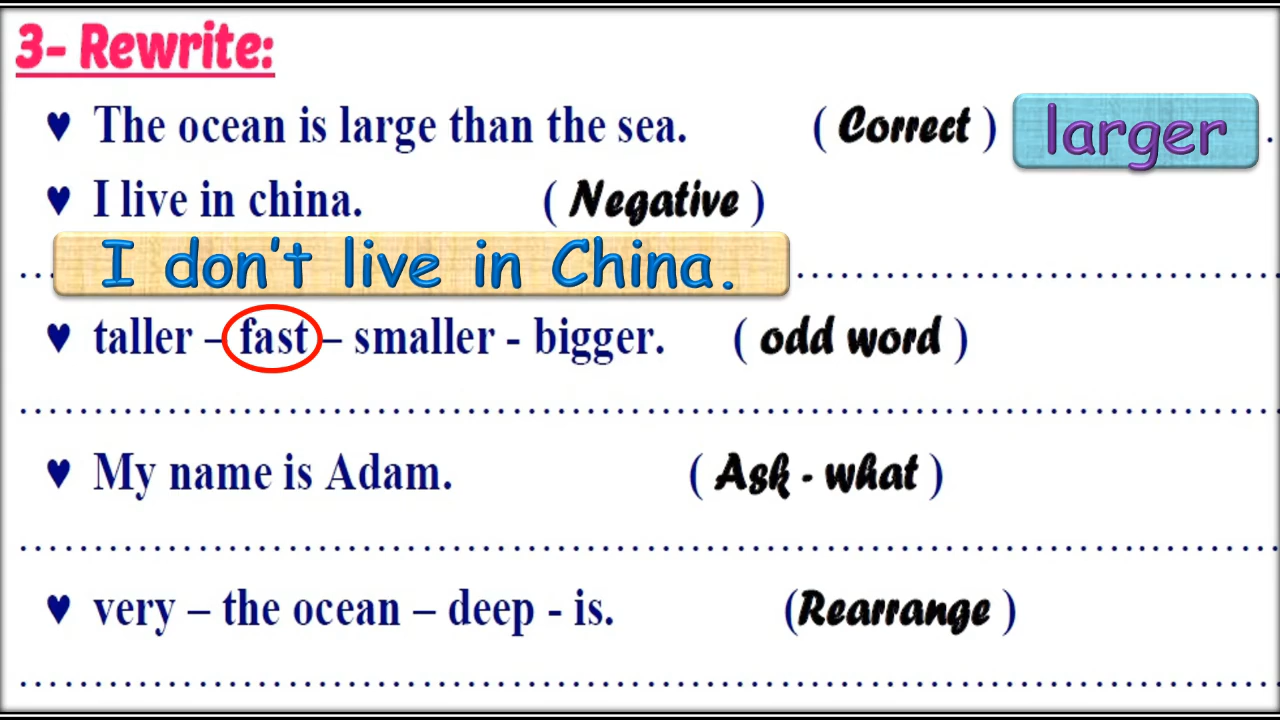 3- Rewrite:
♥ The ocean is large than the sea. ( Correct ) larger .
♥ I live in china. ( Negative )
... I don't live in China. ........................................
♥ taller – fast – smaller - bigger. ( odd word )
........................................................................................
♥ My name is Adam. ( Ask - what )
........................................................................................
♥ very – the ocean – deep - is. (Rearrange )
........................................................................................